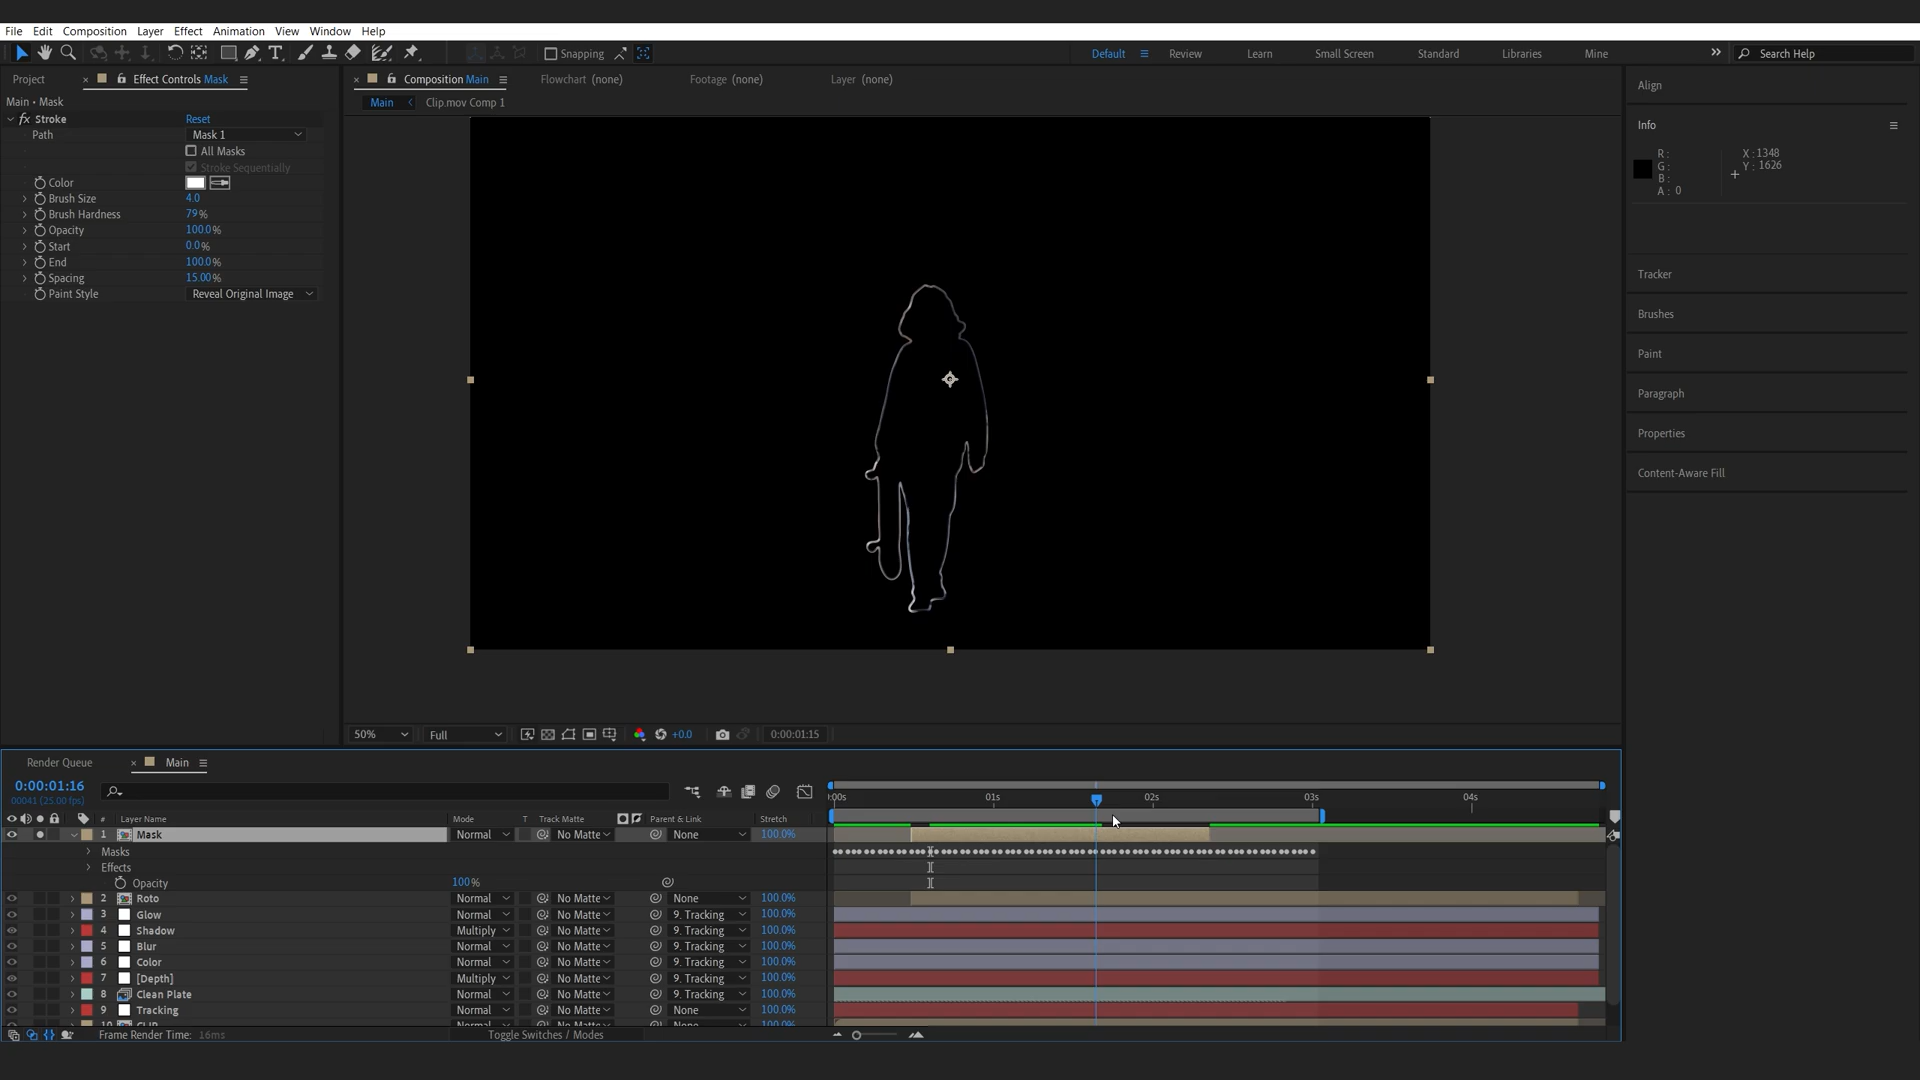 File Edit Composition Layer Effect Animation View Window Help
Snapping Default Review Learn Small Screen Standard Libraries Mine Search Help
Project Effect Controls Mask Composition Main Flowchart (none) Footage (none) Layer (none)
Main • Mask
Main Clip.mov Comp 1
Align
fx Stroke Reset
Path Mask 1
All Masks
Stroke Sequentially
Color
Brush Size 4.0
Brush Hardness 79%
Opacity 100.0%
Start 0.0%
End 100.0%
Spacing 15.00%
Paint Style Reveal Original Image
Info
R: X: 1348
G: Y: 1626
B:
A: 0
Tracker
Brushes
Paint
Paragraph
Properties
Content-Aware Fill
50% Full +0.0 0:00:01:15
Render Queue Main
0:00:01:16
00041 (25.00 fps)
:00s 01s 02s 03s 04s
# Layer Name Mode T Track Matte Parent & Link Stretch
1 Mask Normal No Matte None 100.0%
Masks
Effects
Opacity 100%
2 Roto Normal No Matte None 100.0%
3 Glow Normal No Matte 9. Tracking 100.0%
4 Shadow Multiply No Matte 9. Tracking 100.0%
5 Blur Normal No Matte 9. Tracking 100.0%
6 Color Normal No Matte 9. Tracking 100.0%
7 [Depth] Multiply No Matte 9. Tracking 100.0%
8 Clean Plate Normal No Matte 9. Tracking 100.0%
9 Tracking Normal No Matte None 100.0%
Frame Render Time: 16ms Toggle Switches / Modes